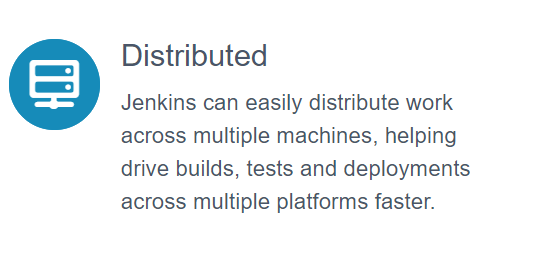 Distributed
Jenkins can easily distribute work
across multiple machines, helping
drive builds, tests and deployments
across multiple platforms faster.